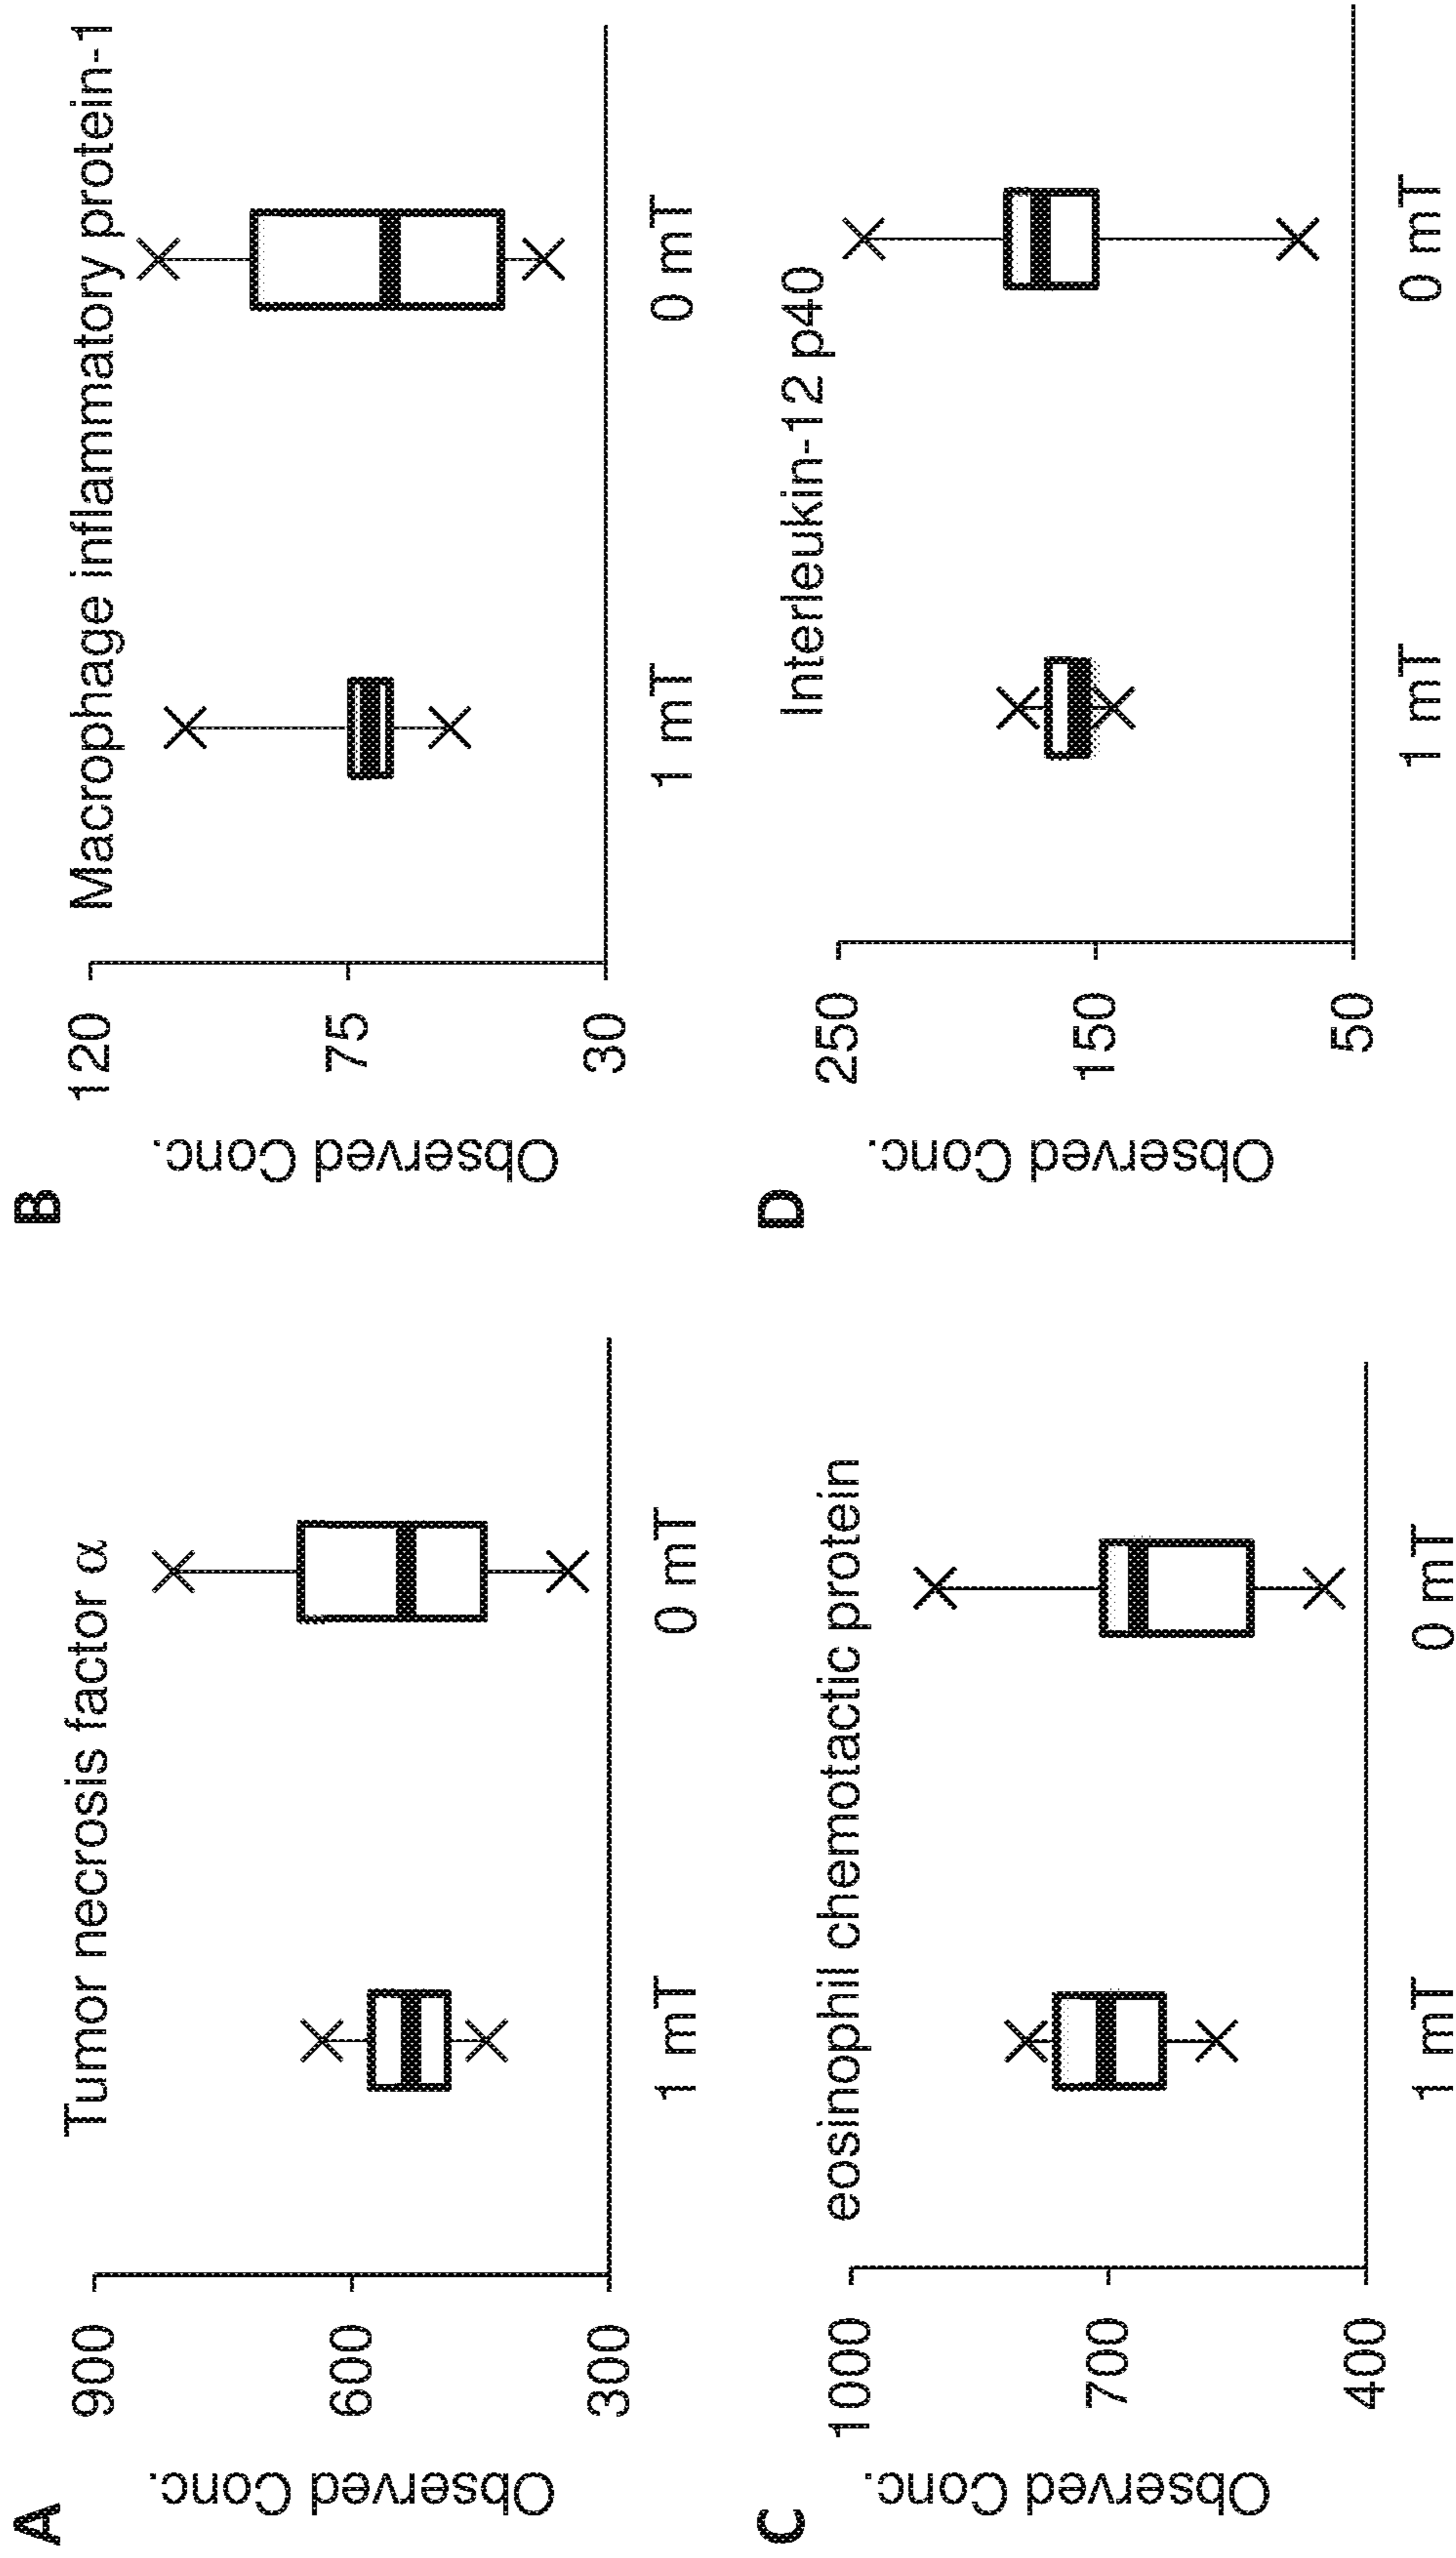 A
Tumor necrosis factor α
Observed Conc.
900
600
300
1 mT
0 mT
B
Macrophage inflammatory protein-1
Observed Conc.
120
75
30
1 mT
0 mT
C
eosinophil chemotactic protein
Observed Conc.
1000
700
400
1 mT
0 mT
D
Interleukin-12 p40
Observed Conc.
250
150
50
1 mT
0 mT